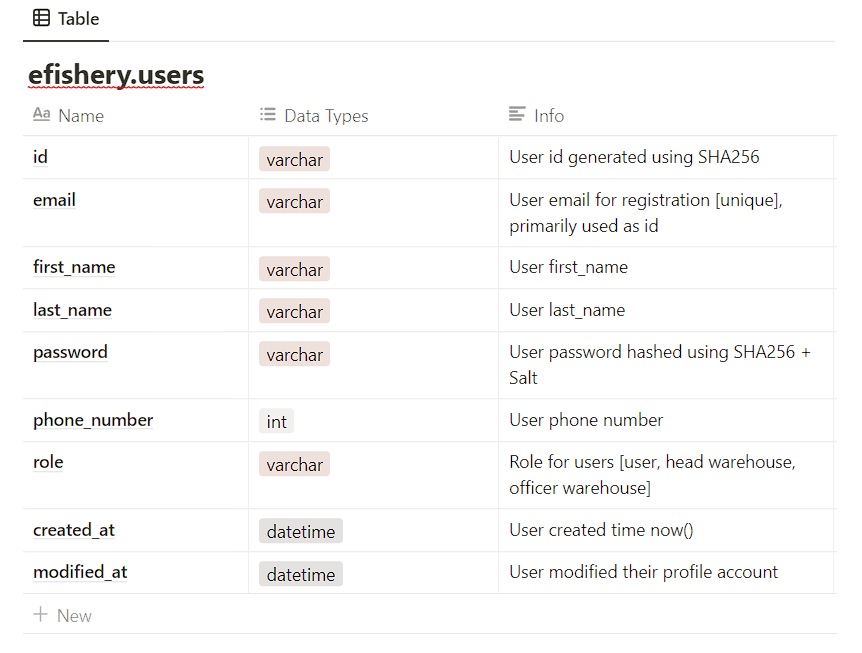 Table
efishery.users
Aa Name Data Types Info
id varchar User id generated using SHA256
email varchar User email for registration [unique],
primarily used as id
first_name varchar User first_name
last_name varchar User last_name
password varchar User password hashed using SHA256 +
Salt
phone_number int User phone number
role varchar Role for users [user, head warehouse,
officer warehouse]
created_at datetime User created time now()
modified_at datetime User modified their profile account
+ New